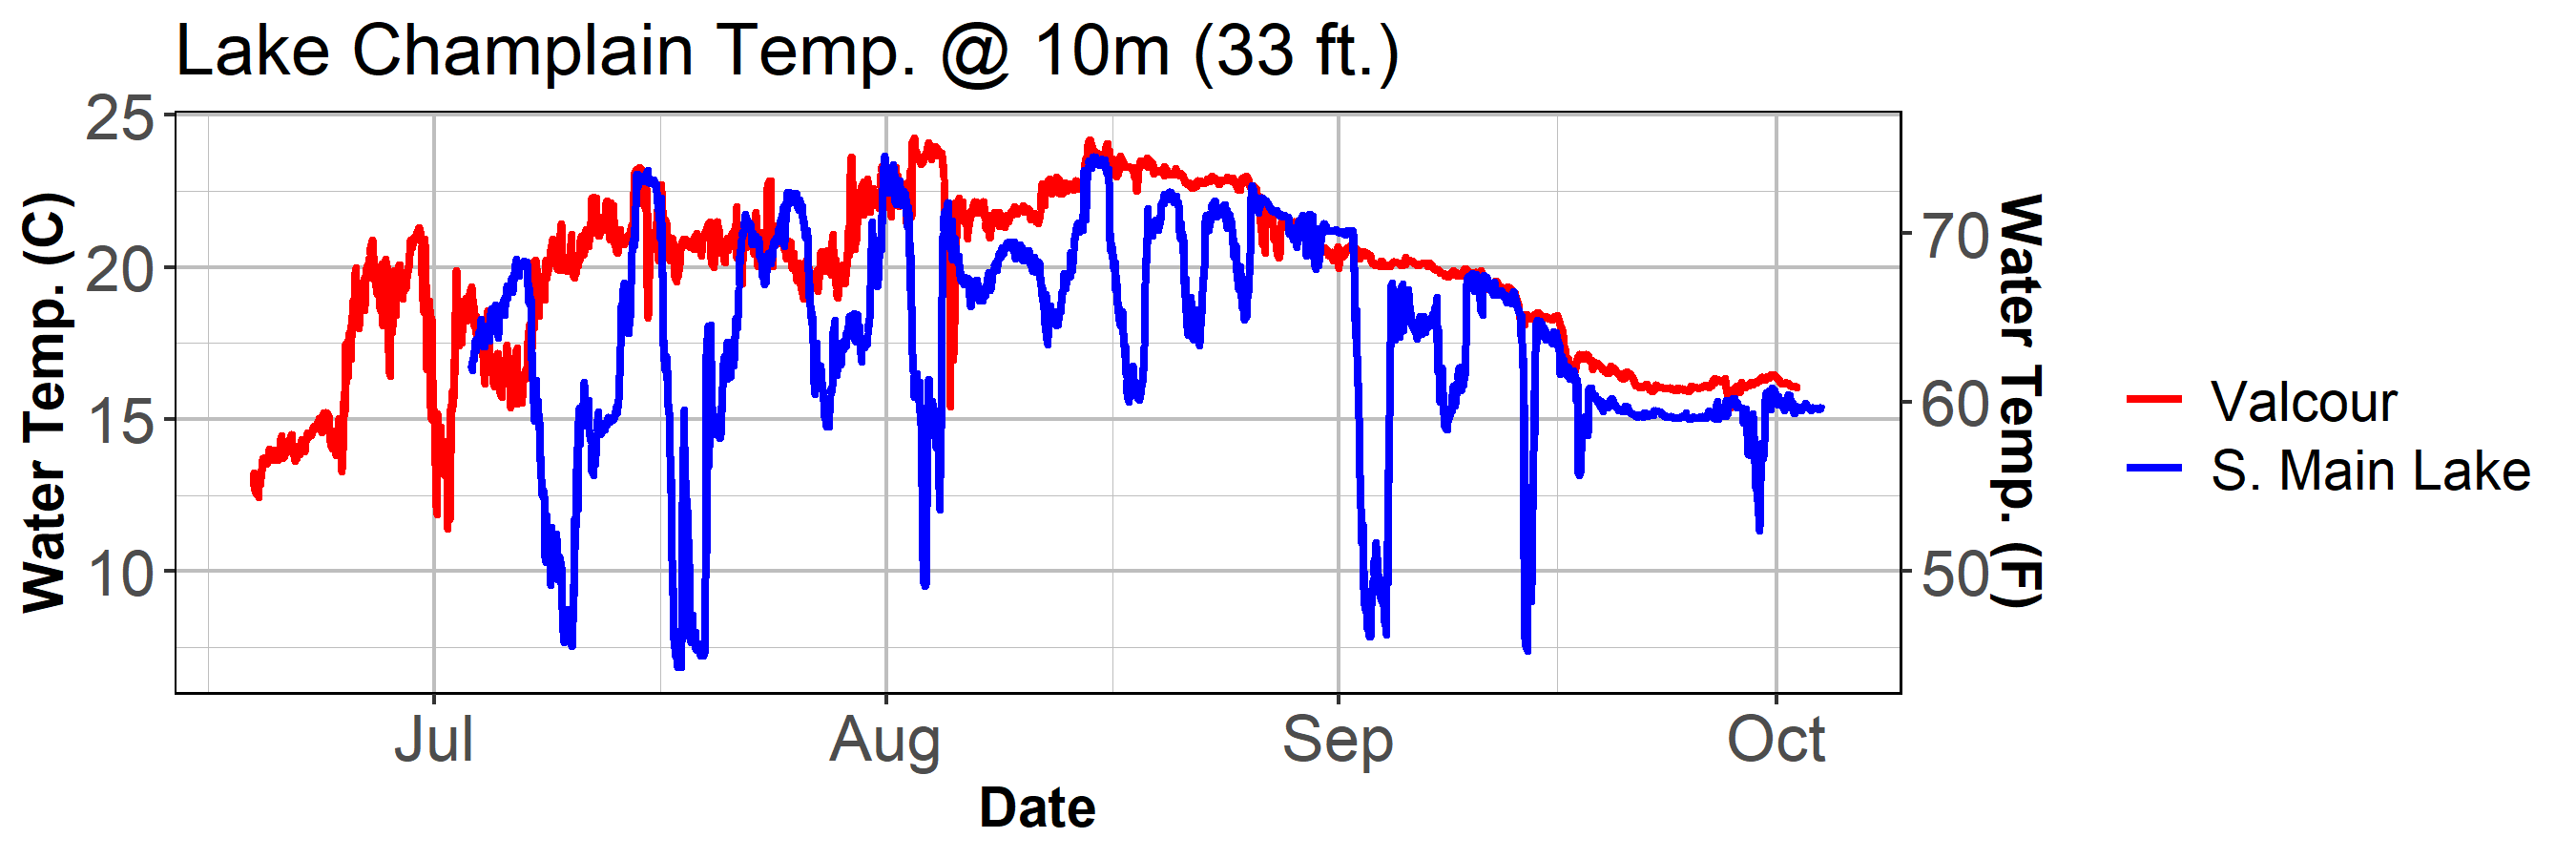 Lake Champlain Temp. @ 10m (33 ft.)
Water Temp. (C)
25
20
15
10
Water Temp. (F)
70
60
50
Jul Aug Sep Oct
Date
Valcour
S. Main Lake